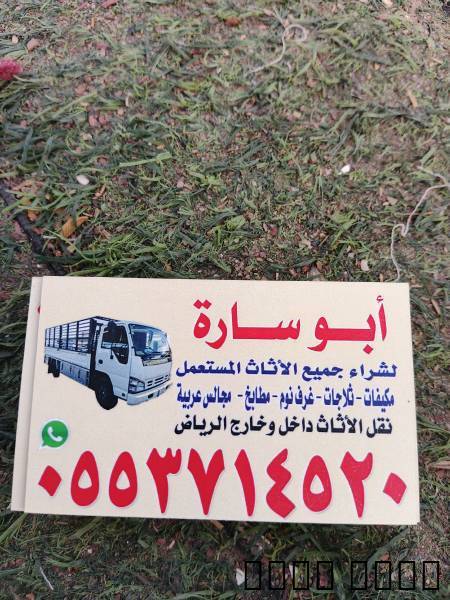 أبو سارة
لشراء جميع الأثاث المستعمل
مكيفات - ثلاجات - غرف نوم - مطابخ - مجالس عربية
نقل الأثاث داخل وخارج الرياض
٠٥٥٣٧١٤٥٢٠